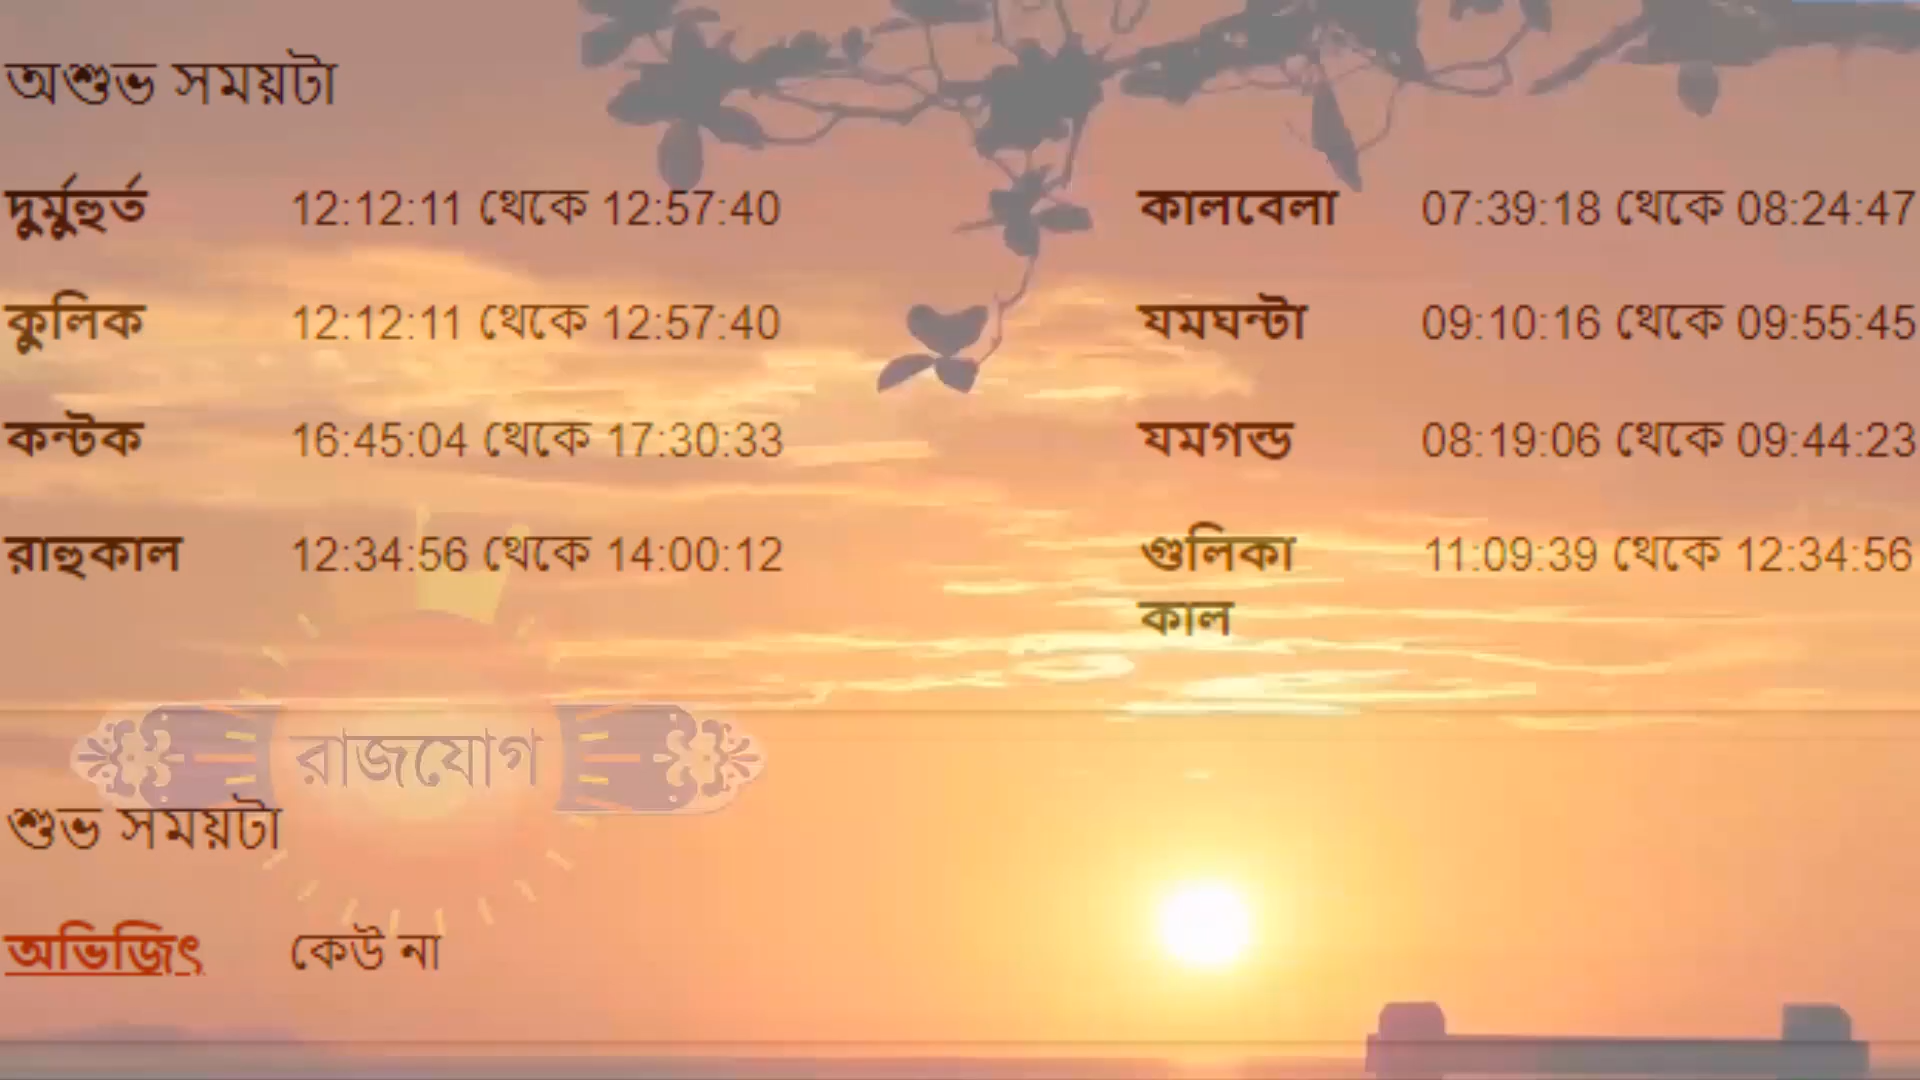 অশুভ সময়টা
দুর্মুহুর্ত 12:12:11 থেকে 12:57:40 কালবেলা 07:39:18 থেকে 08:24:47
কুলিক 12:12:11 থেকে 12:57:40 যমঘন্টা 09:10:16 থেকে 09:55:45
কন্টক 16:45:04 থেকে 17:30:33 যমগন্ড 08:19:06 থেকে 09:44:23
রাহুকাল 12:34:56 থেকে 14:00:12 গুলিকা 11:09:39 থেকে 12:34:56
কাল
রাজযোগ
শুভ সময়টা
অভিজিৎ কেউ না